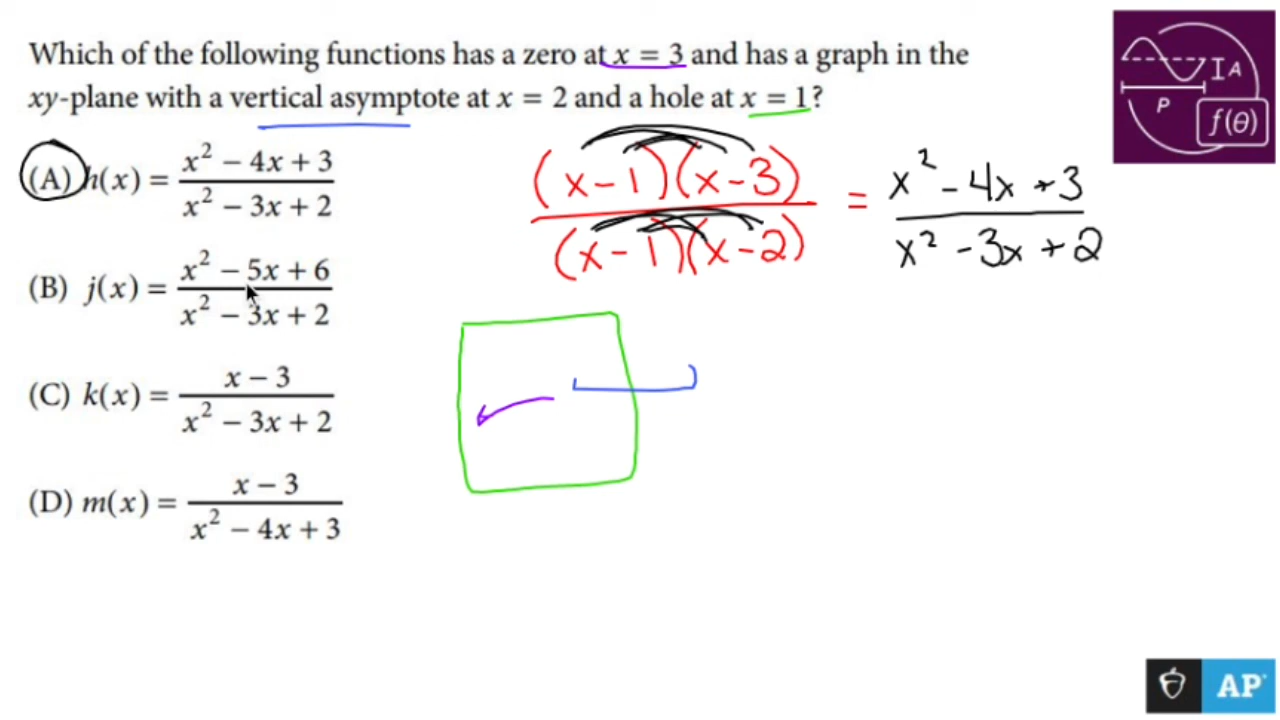 Which of the following functions has a zero at x = 3 and has a graph in the
xy-plane with a vertical asymptote at x = 2 and a hole at x = 1?
(A) h(x) = (x² − 4x + 3)/(x² − 3x + 2)
(B) j(x) = (x² − 5x + 6)/(x² − 3x + 2)
(C) k(x) = (x − 3)/(x² − 3x + 2)
(D) m(x) = (x − 3)/(x² − 4x + 3)
(x−1)(x−3)/(x−1)(x−2) = (x² −4x +3)/(x² −3x +2)
I A
P
f(θ)
AP